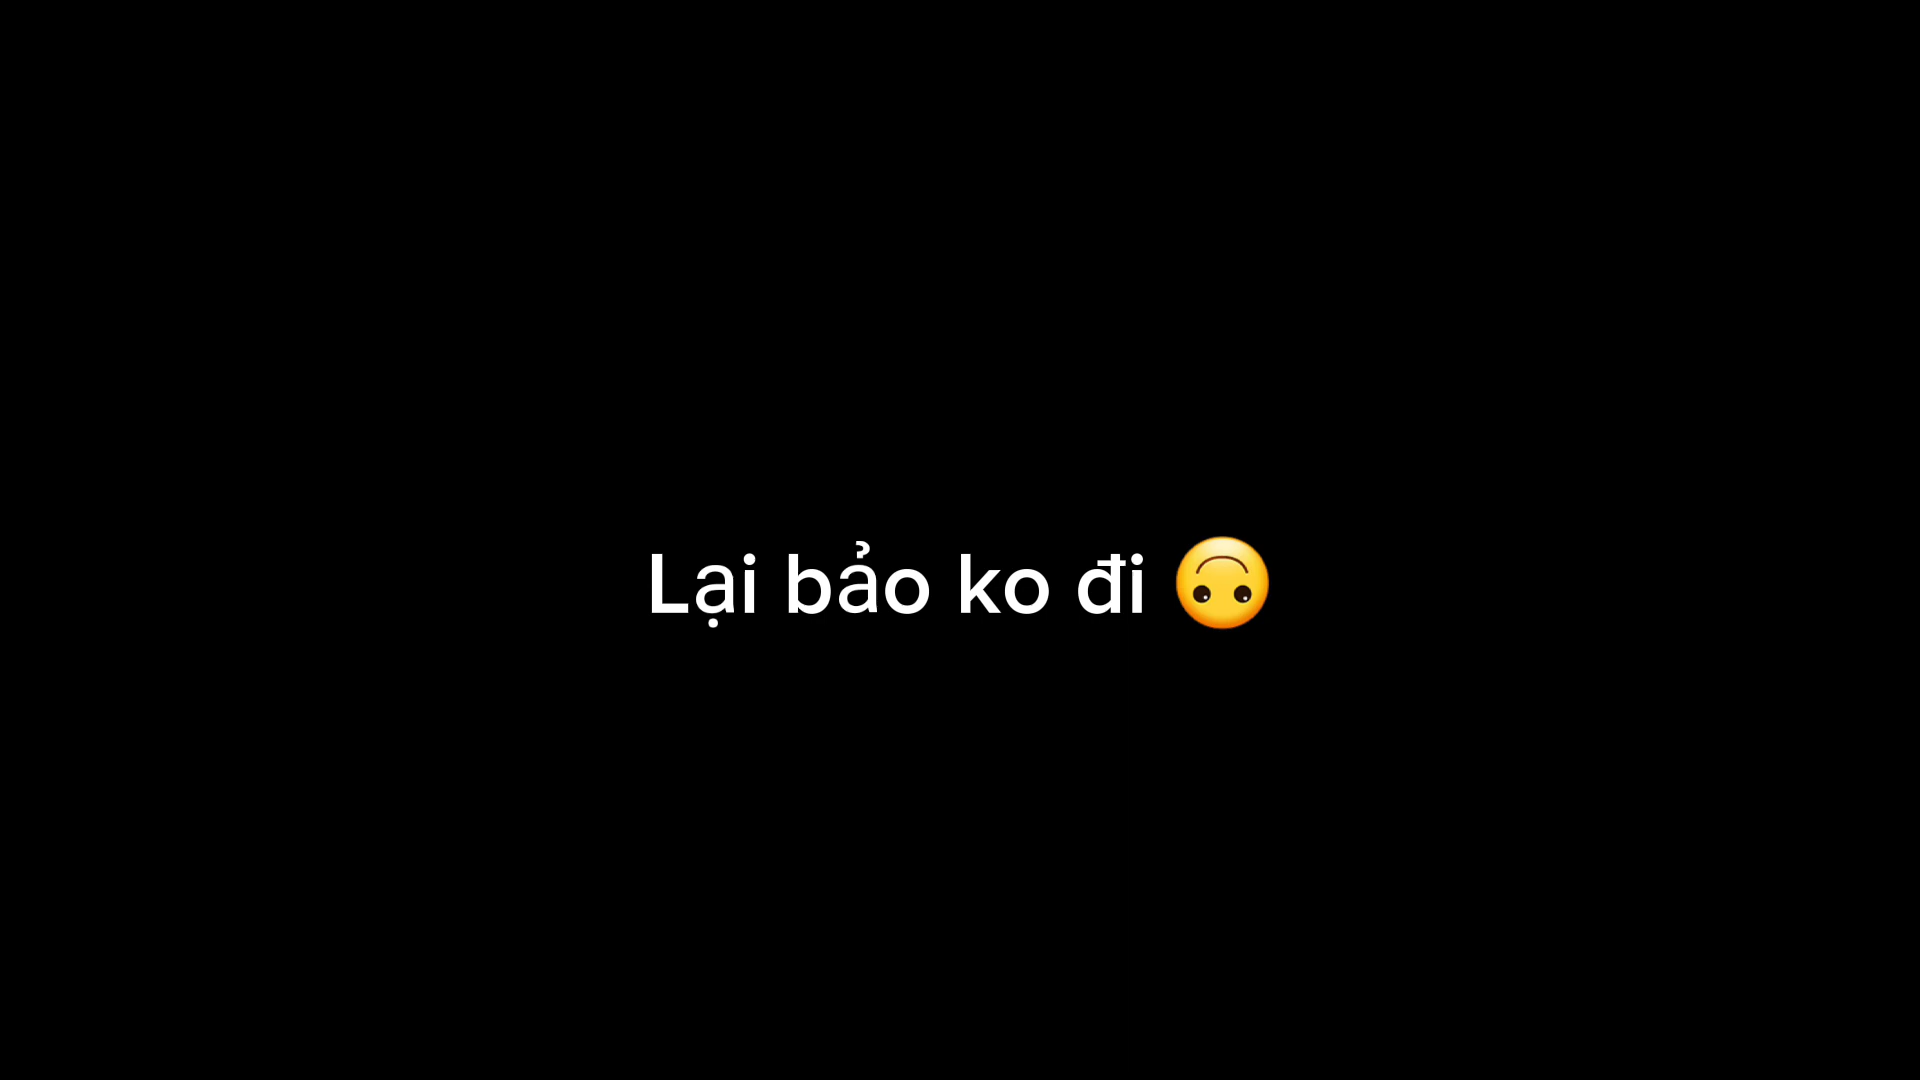 Lại bảo ko đi 🙃